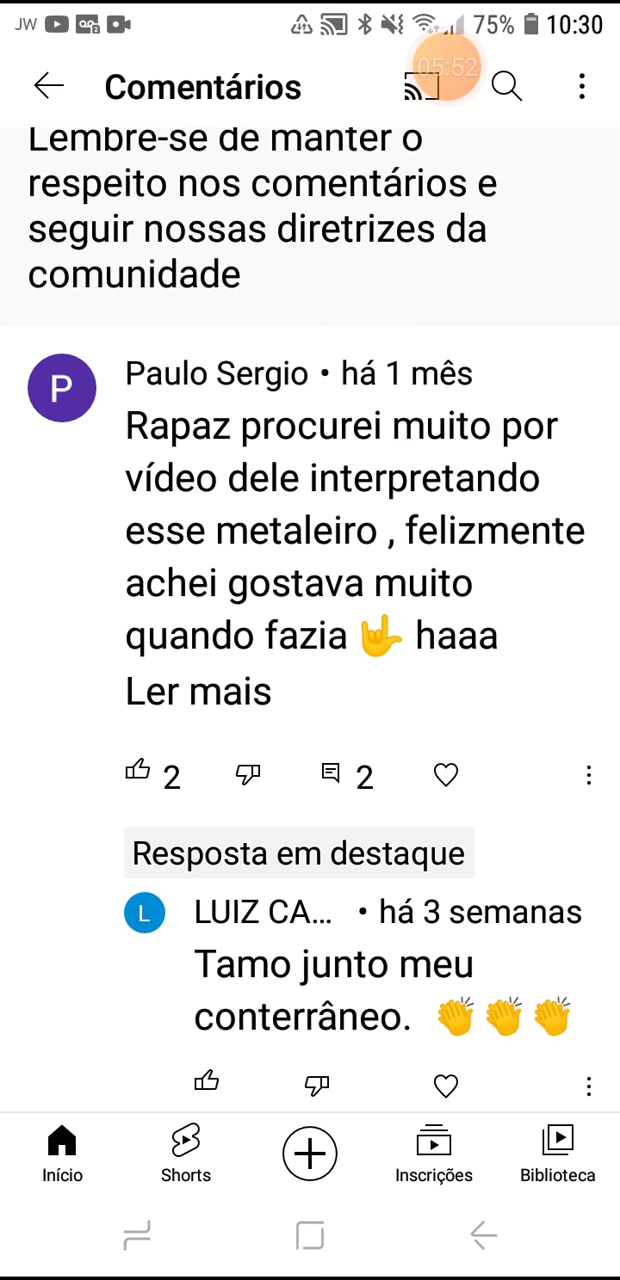 JW 75% 10:30
Comentários 05:52
Lembre-se de manter o
respeito nos comentários e
seguir nossas diretrizes da
comunidade
P Paulo Sergio • há 1 mês
Rapaz procurei muito por
vídeo dele interpretando
esse metaleiro , felizmente
achei gostava muito
quando fazia 🤟 haaa
Ler mais
2 2
Resposta em destaque
L LUIZ CA... • há 3 semanas
Tamo junto meu
conterrâneo. 👏👏👏
Início Shorts Inscrições Biblioteca